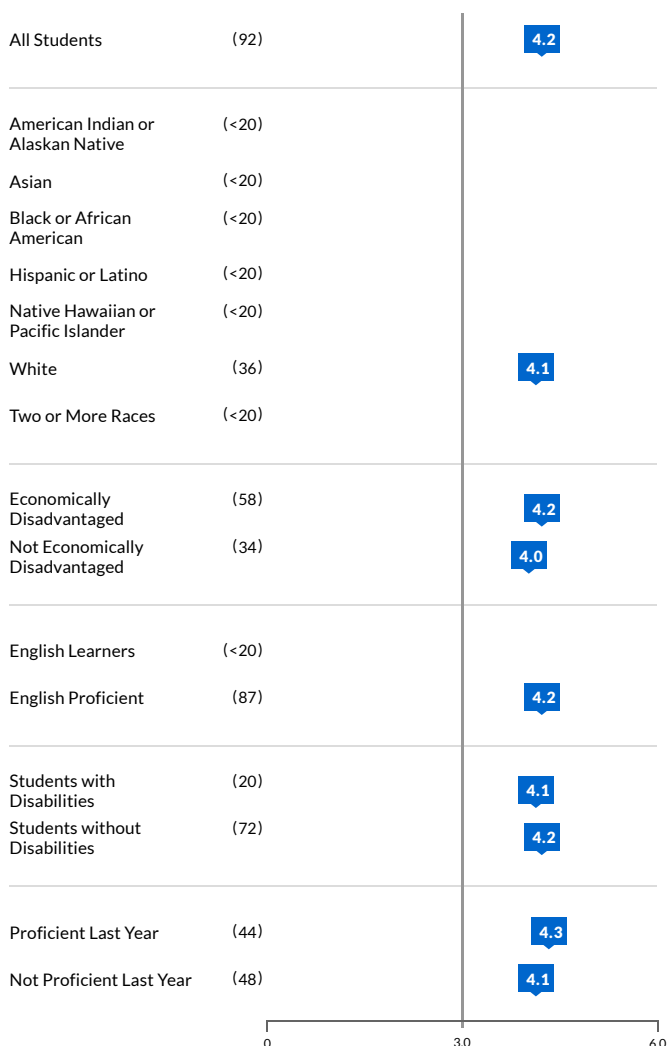 All Students (92) 4.2
American Indian or (<20)
Alaskan Native
Asian (<20)
Black or African (<20)
American
Hispanic or Latino (<20)
Native Hawaiian or (<20)
Pacific Islander
White (36) 4.1
Two or More Races (<20)
Economically (58) 4.2
Disadvantaged
Not Economically (34) 4.0
Disadvantaged
English Learners (<20)
English Proficient (87) 4.2
Students with (20) 4.1
Disabilities
Students without (72) 4.2
Disabilities
Proficient Last Year (44) 4.3
Not Proficient Last Year (48) 4.1
0 3.0 6.0